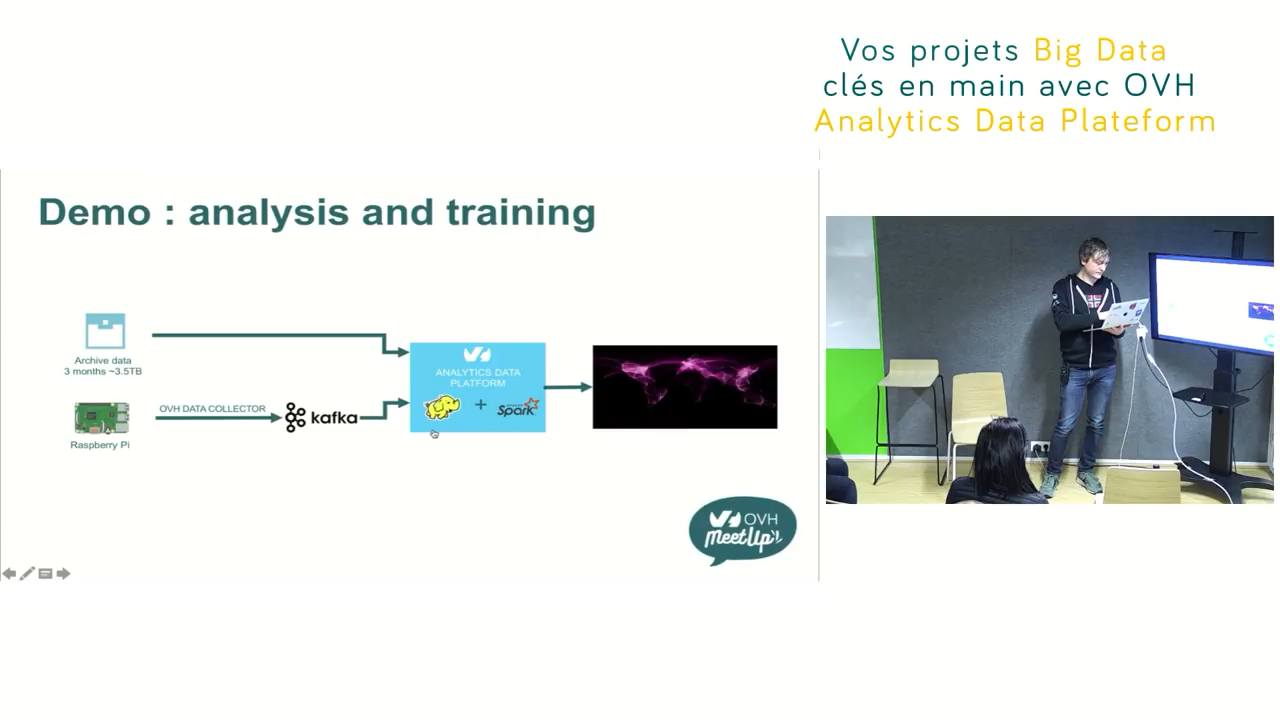 Vos projets Big Data
clés en main avec OVH
Analytics Data Plateform
Demo : analysis and training
Archive data
3 months ~3.5TB
OVH DATA COLLECTOR
kafka
Raspberry Pi
ANALYTICS DATA
PLATFORM
+
Spark
OVH
MeetUp